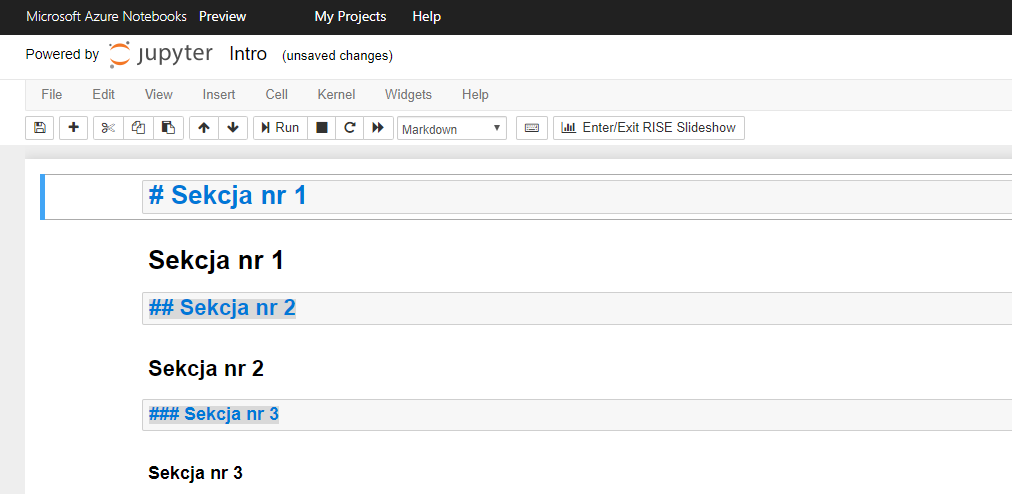 Microsoft Azure Notebooks Preview My Projects Help
Powered by jupyter Intro (unsaved changes)
File Edit View Insert Cell Kernel Widgets Help
Run Markdown Enter/Exit RISE Slideshow
# Sekcja nr 1
Sekcja nr 1
## Sekcja nr 2
Sekcja nr 2
### Sekcja nr 3
Sekcja nr 3